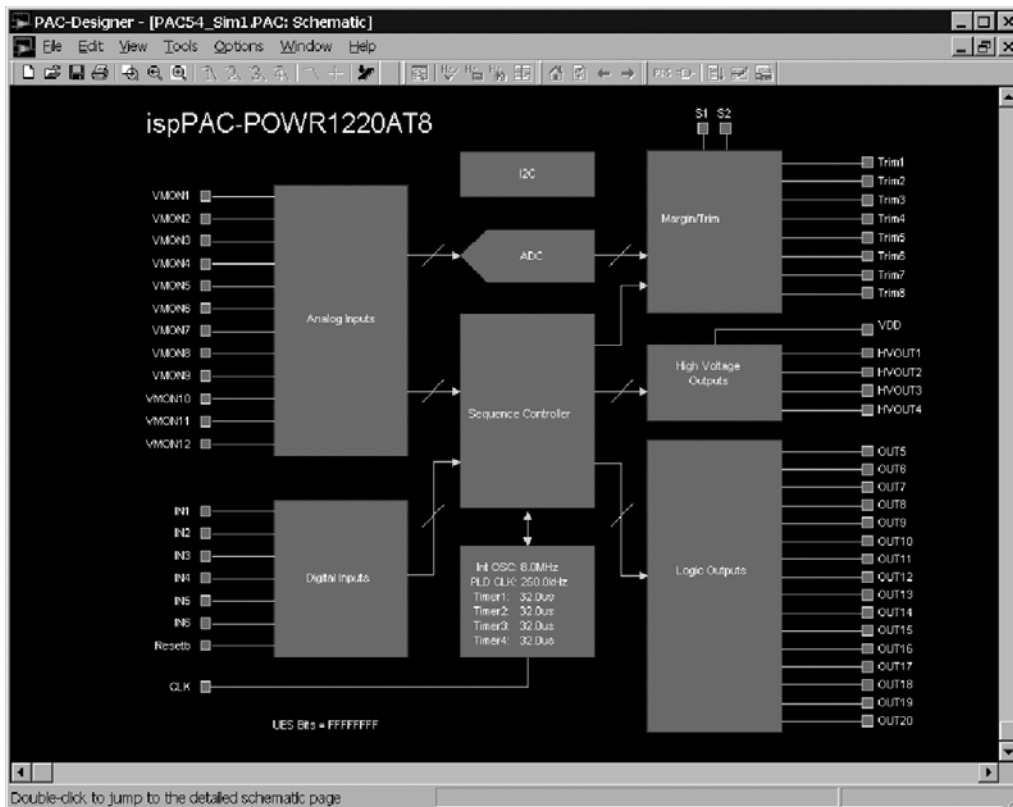 PAC-Designer - [PAC54_Sim1.PAC: Schematic]
File Edit View Tools Options Window Help
ispPAC-POWR1220AT8
S1 S2
I2C
Margin/Trim
Trim1
Trim2
Trim3
Trim4
Trim5
Trim6
Trim7
Trim8
VMON1
VMON2
VMON3
VMON4
VMON5
VMON6
VMON7
VMON8
VMON9
VMON10
VMON11
VMON12
Analog Inputs
ADC
VDD
High Voltage
Outputs
HVOUT1
HVOUT2
HVOUT3
HVOUT4
Sequence Controller
IN1
IN2
IN3
IN4
IN5
IN6
Resetb
Digital Inputs
Int OSC: 8.0MHz
PLD CLK: 250.0kHz
Timer1: 32.0us
Timer2: 32.0us
Timer3: 32.0us
Timer4: 32.0us
Logic Outputs
OUT5
OUT6
OUT7
OUT8
OUT9
OUT10
OUT11
OUT12
OUT13
OUT14
OUT15
OUT16
OUT17
OUT18
OUT19
OUT20
CLK
UES Bits = FFFFFFFF
Double-click to jump to the detailed schematic page